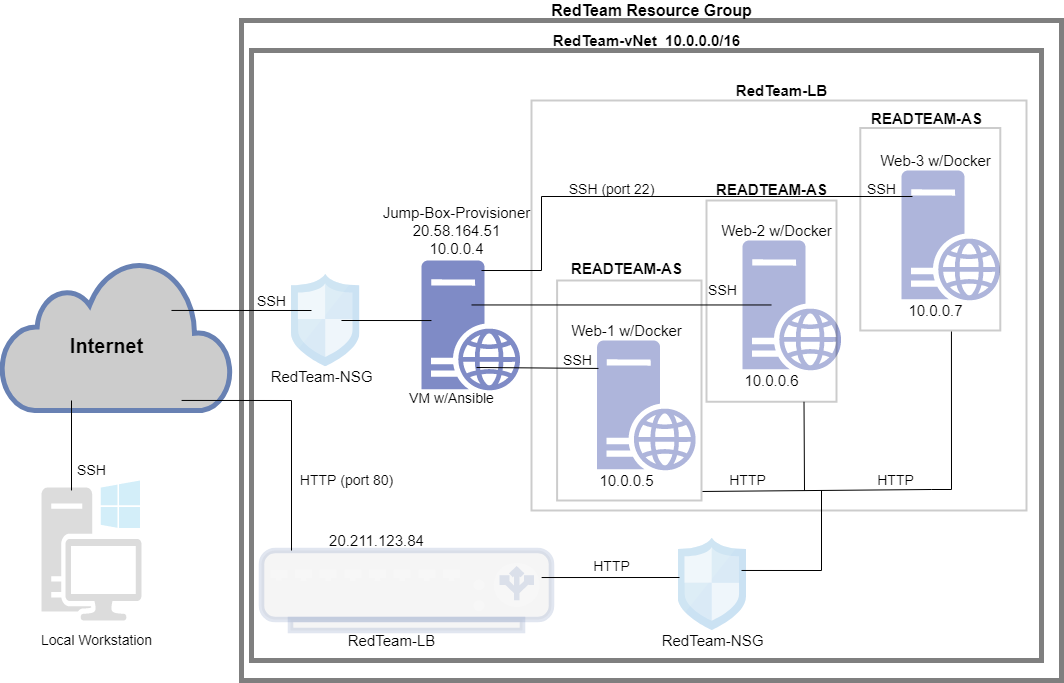 RedTeam Resource Group
RedTeam-vNet  10.0.0.0/16
RedTeam-LB
READTEAM-AS
Web-3 w/Docker
SSH (port 22)
READTEAM-AS
SSH
Jump-Box-Provisioner
20.58.164.51
10.0.0.4
Web-2 w/Docker
READTEAM-AS
SSH
SSH
10.0.0.7
Web-1 w/Docker
Internet
SSH
RedTeam-NSG
10.0.0.6
VM w/Ansible
SSH
HTTP (port 80)
10.0.0.5
HTTP
HTTP
20.211.123.84
HTTP
Local Workstation
RedTeam-LB
RedTeam-NSG